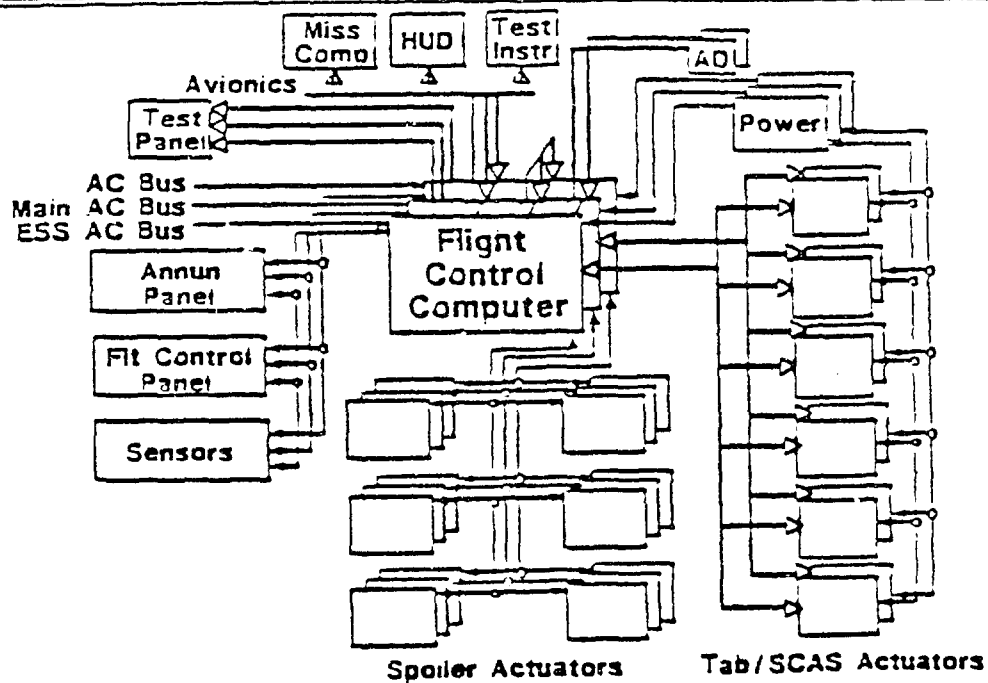 Miss
Comp
HUD
Test
Instr
AD
Avionics
Test
Panel
Power
AC Bus
Main AC Bus
ESS AC Bus
Flight
Control
Computer
Annun
Panel
Flt Control
Panel
Sensors
Spoiler Actuators
Tab/SCAS Actuators